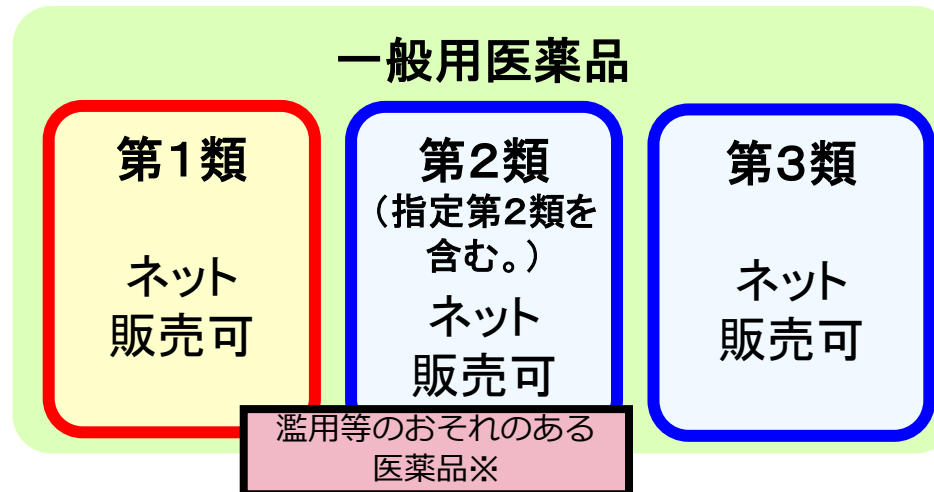 一般用医薬品
第1類
ネット
販売可
第2類
(指定第2類を
含む。)
ネット
販売可
第3類
ネット
販売可
濫用等のおそれのある
医薬品※